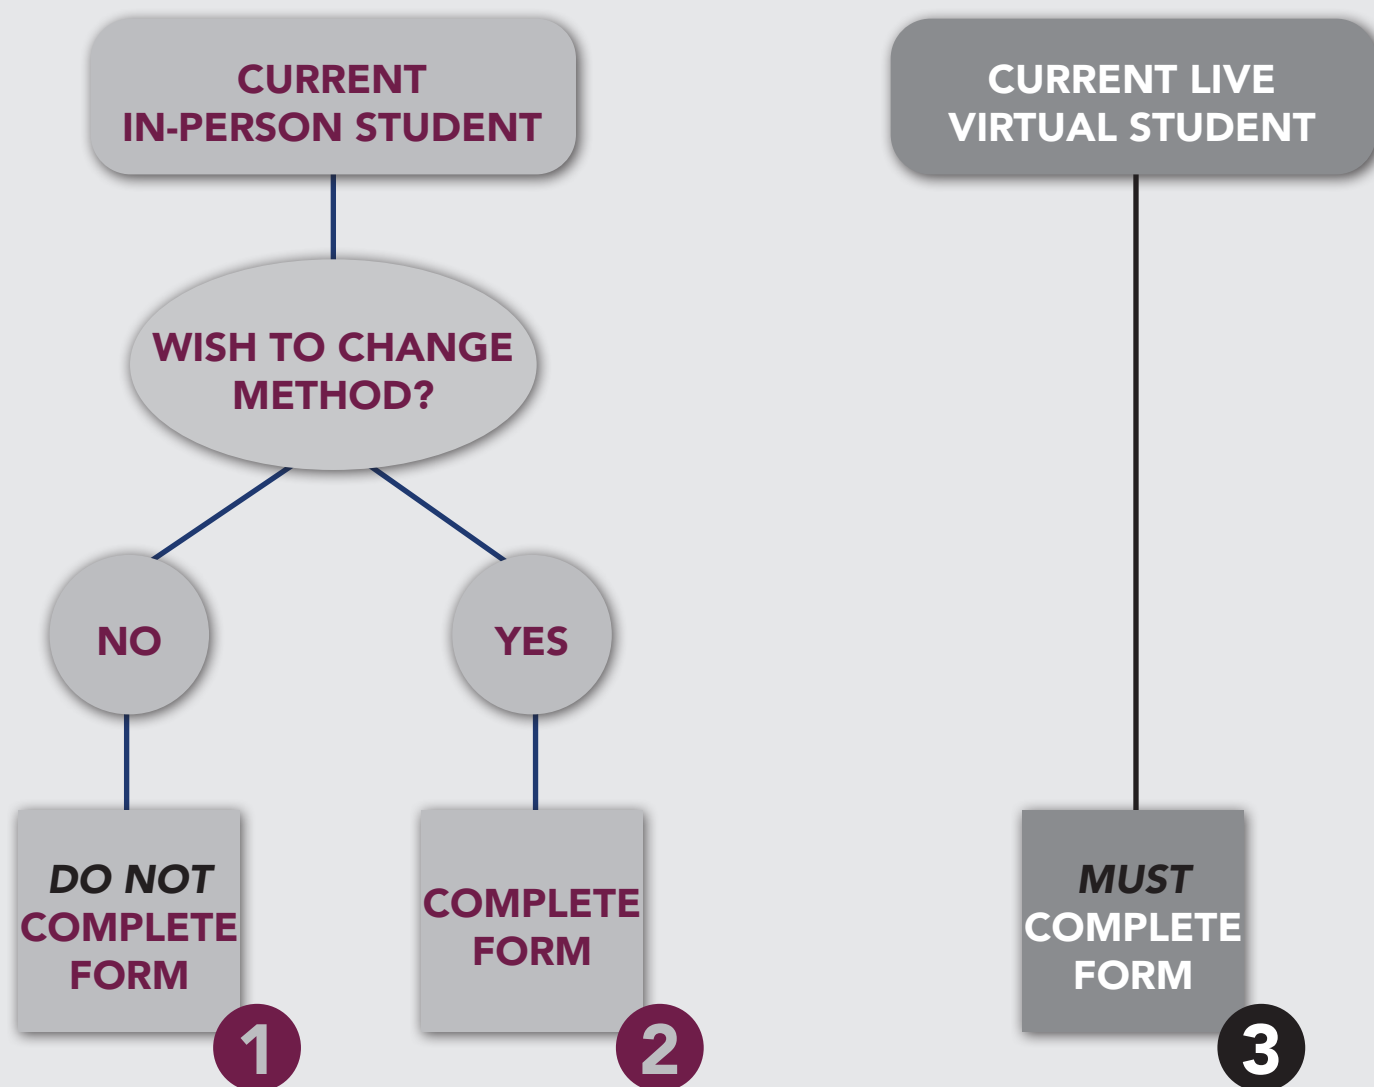 CURRENT
IN-PERSON STUDENT
WISH TO CHANGE
METHOD?
NO
YES
DO NOT
COMPLETE
FORM
1
COMPLETE
FORM
2
CURRENT LIVE
VIRTUAL STUDENT
MUST
COMPLETE
FORM
3